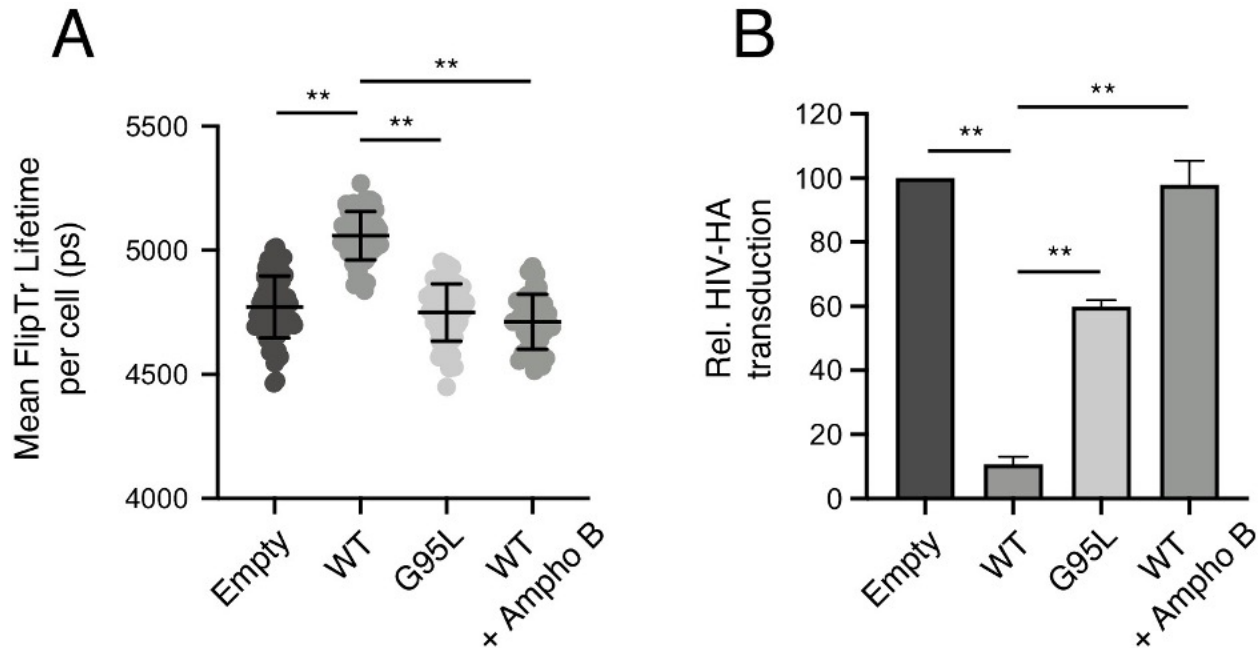 A
B
**
**
**
5500
5000
4500
4000
Mean FlipTr Lifetime
per cell (ps)
Empty
WT
G95L
WT
+ Ampho B
**
**
**
120
100
80
60
40
20
0
Rel. HIV-HA
transduction
Empty
WT
G95L
WT
+ Ampho B